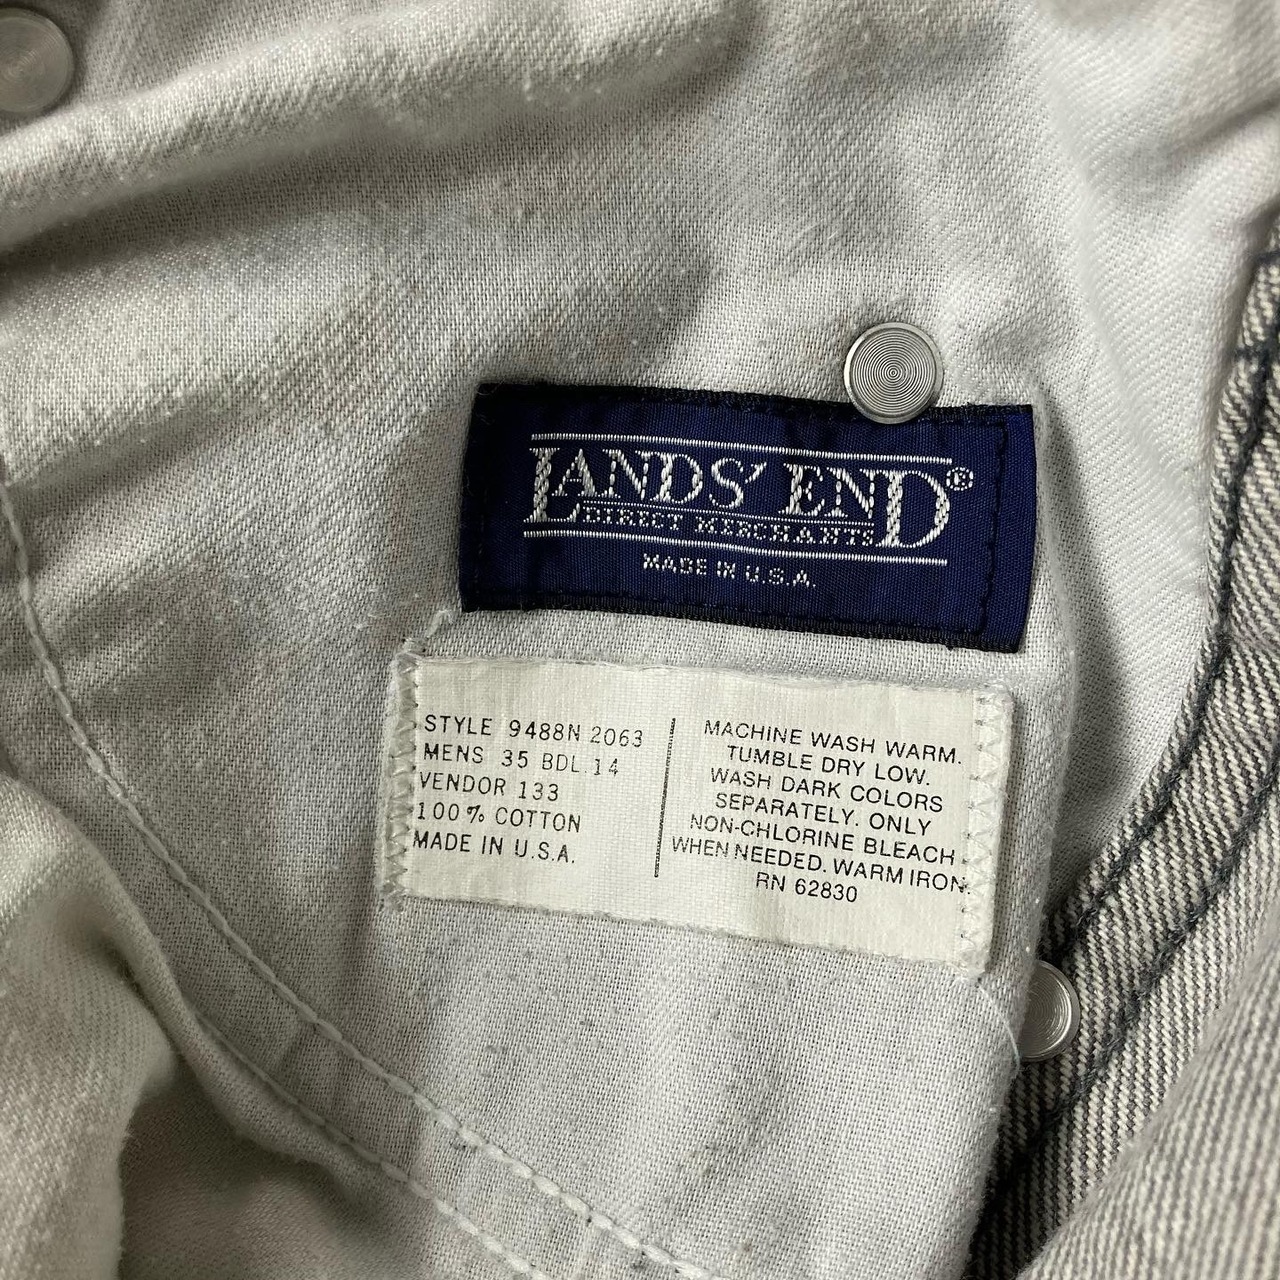 LANDS' END®
DIRECT MERCHANTS
MADE IN U.S.A.
STYLE 9488N 2063
MENS 35 BDL 14
VENDOR 133
100% COTTON
MADE IN U.S.A.
MACHINE WASH WARM.
TUMBLE DRY LOW.
WASH DARK COLORS
SEPARATELY. ONLY
NON-CHLORINE BLEACH
WHEN NEEDED. WARM IRON.
RN 62830